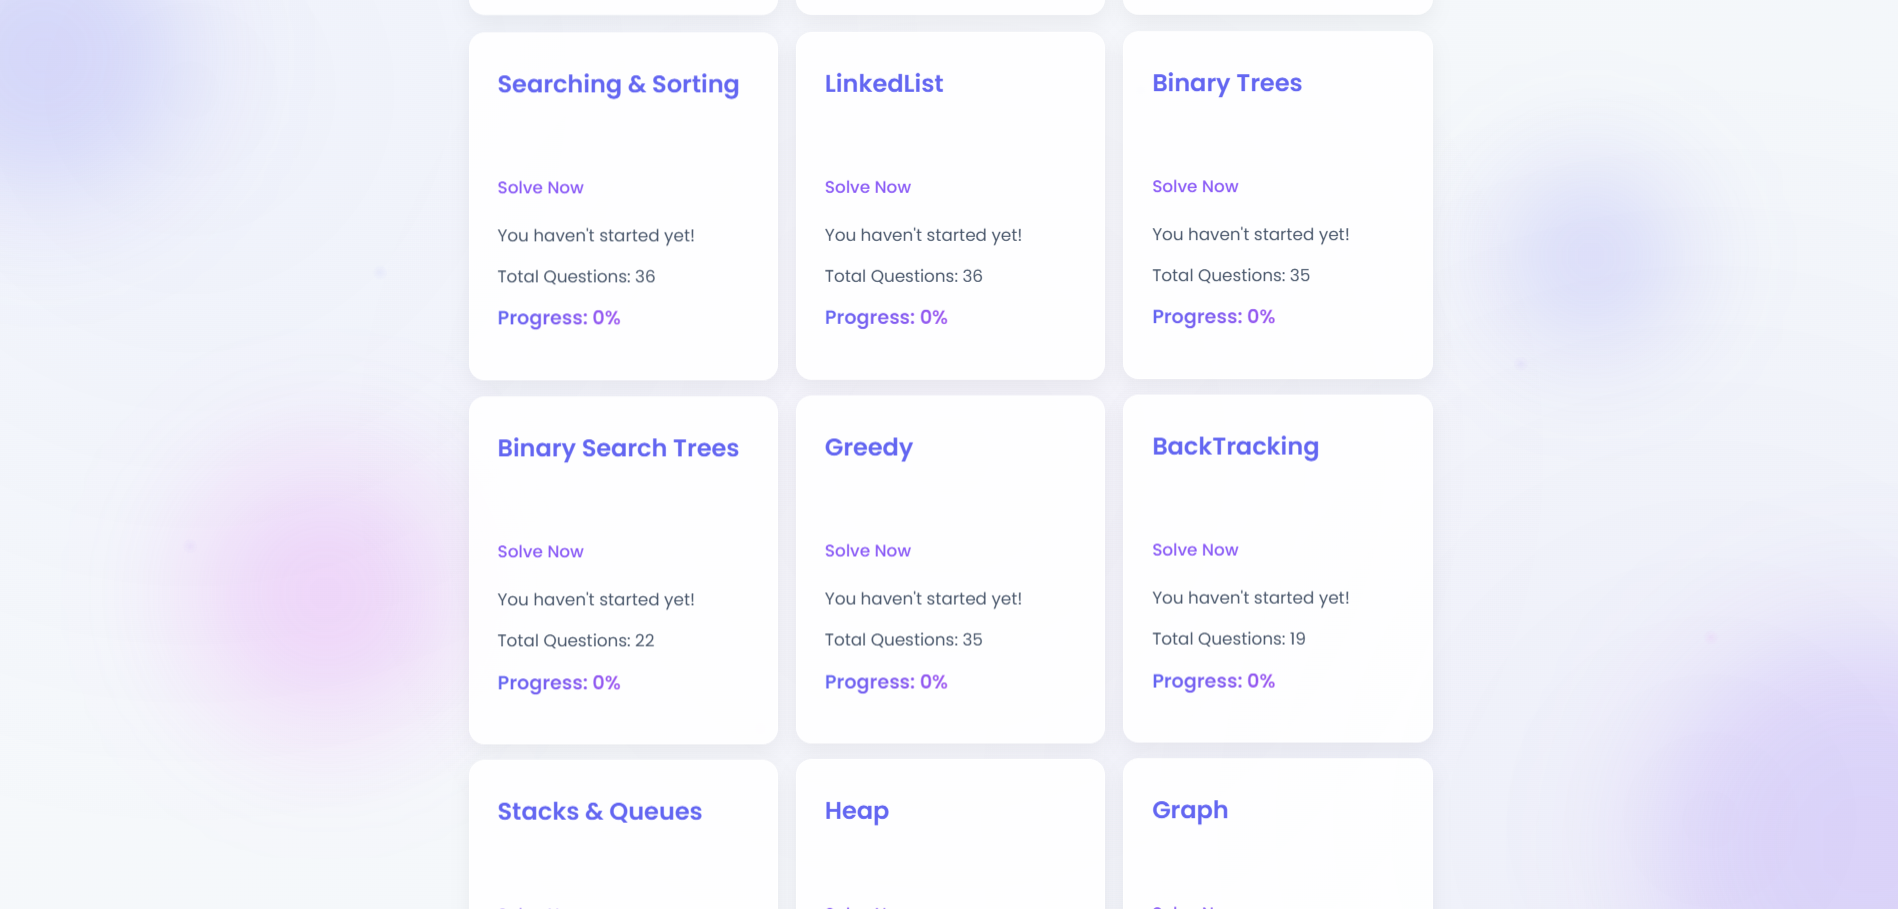 Searching & Sorting
Solve Now
You haven't started yet!
Total Questions: 36
Progress: 0%
LinkedList
Solve Now
You haven't started yet!
Total Questions: 36
Progress: 0%
Binary Trees
Solve Now
You haven't started yet!
Total Questions: 35
Progress: 0%
Binary Search Trees
Solve Now
You haven't started yet!
Total Questions: 22
Progress: 0%
Greedy
Solve Now
You haven't started yet!
Total Questions: 35
Progress: 0%
BackTracking
Solve Now
You haven't started yet!
Total Questions: 19
Progress: 0%
Stacks & Queues
Heap
Graph